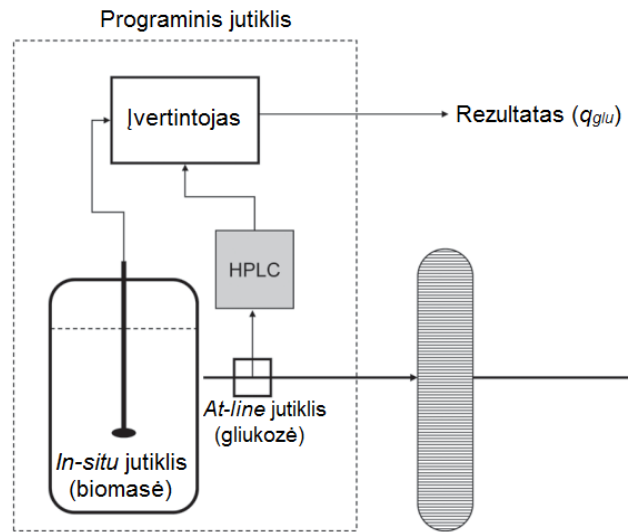 Programinis jutiklis
Įvertintojas
Rezultatas (qglu)
HPLC
At-line jutiklis
(gliukozė)
In-situ jutiklis
(biomasė)